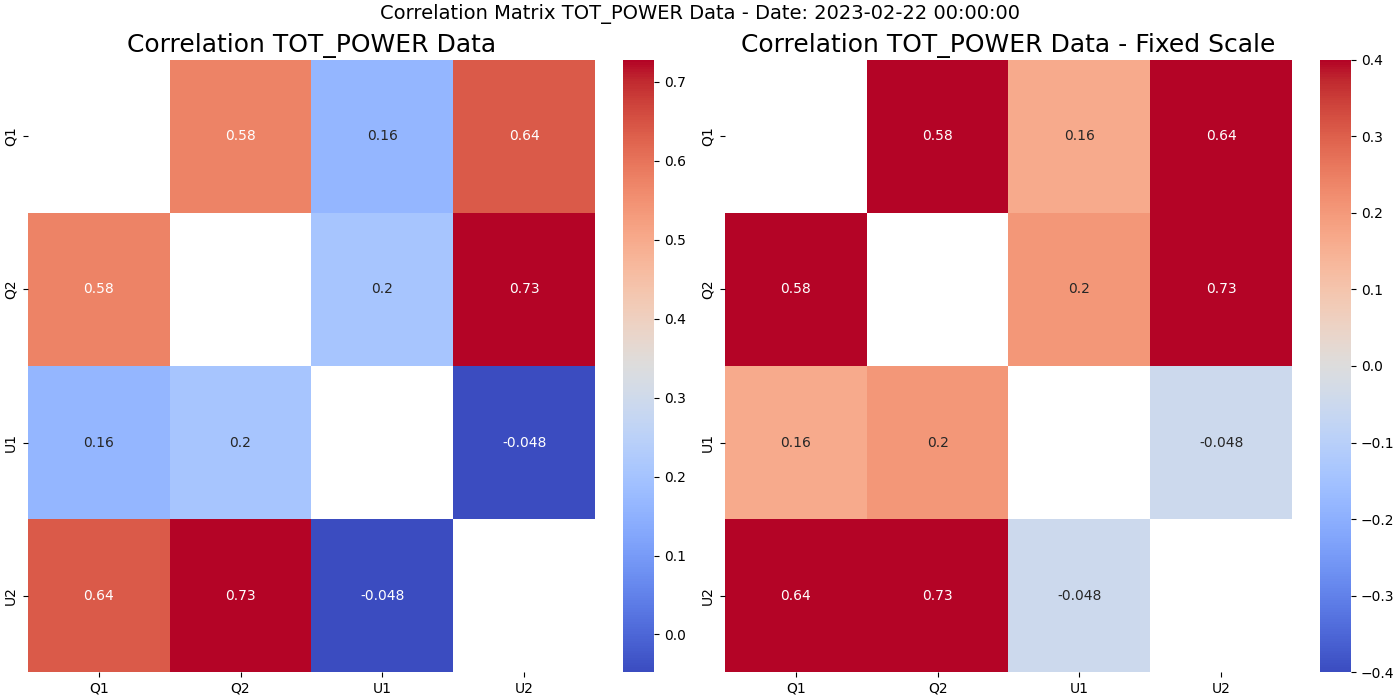 Correlation Matrix TOT_POWER Data - Date: 2023-02-22 00:00:00
Correlation TOT_POWER Data
Q1
0.58
0.16
0.64
Q2
0.58
0.2
0.73
U1
0.16
0.2
-0.048
U2
0.64
0.73
-0.048
Q1
Q2
U1
U2
0.7
0.6
0.5
0.4
0.3
0.2
0.1
0.0
Correlation TOT_POWER Data - Fixed Scale
Q1
0.58
0.16
0.64
Q2
0.58
0.2
0.73
U1
0.16
0.2
-0.048
U2
0.64
0.73
-0.048
Q1
Q2
U1
U2
0.4
0.3
0.2
0.1
0.0
−0.1
−0.2
−0.3
−0.4